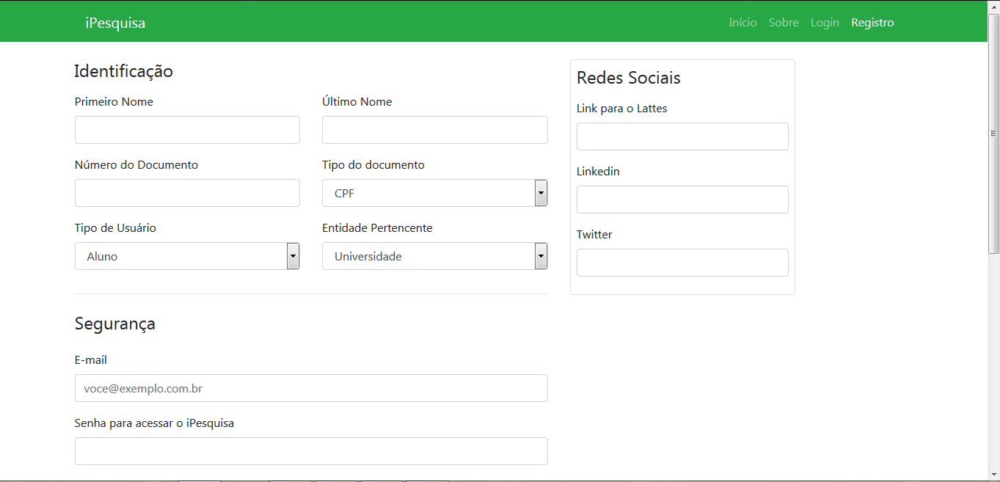 iPesquisa
Início Sobre Login Registro
Identificação
Primeiro Nome
Último Nome
Número do Documento
Tipo do documento
CPF
Tipo de Usuário
Entidade Pertencente
Aluno
Universidade
Redes Sociais
Link para o Lattes
Linkedin
Twitter
Segurança
E-mail
voce@exemplo.com.br
Senha para acessar o iPesquisa